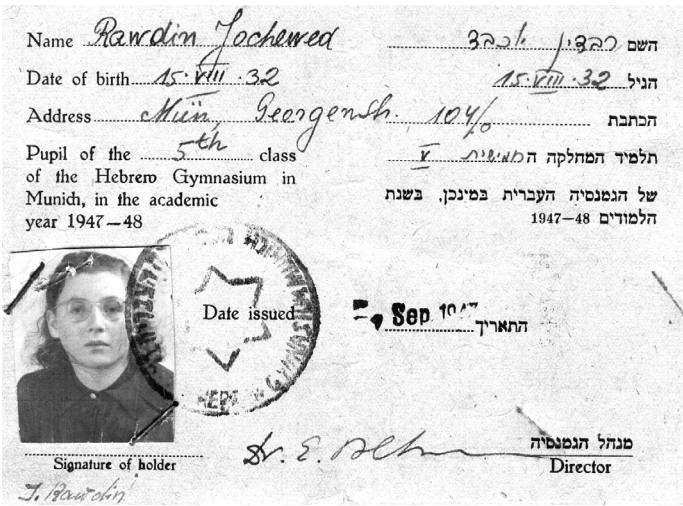 Name Rawdin Jochewed השם רבדין יוכבד
Date of birth 15.VIII.32 הגיל 15.VIII.32
Address Mün, Georgenstr. 104/0 הכתבת
Pupil of the 5th class תלמיד המחלקה החמישית V
of the Hebrew Gymnasium in
Munich, in the academic
year 1947—48
של הגמנסיה העברית במינכן, בשנת
הלמודים 1947—48
Date issued Sep 1947 התאריך
Dr. E.
מנהל הגמנסיה
Signature of holder Director
J. Rawdin